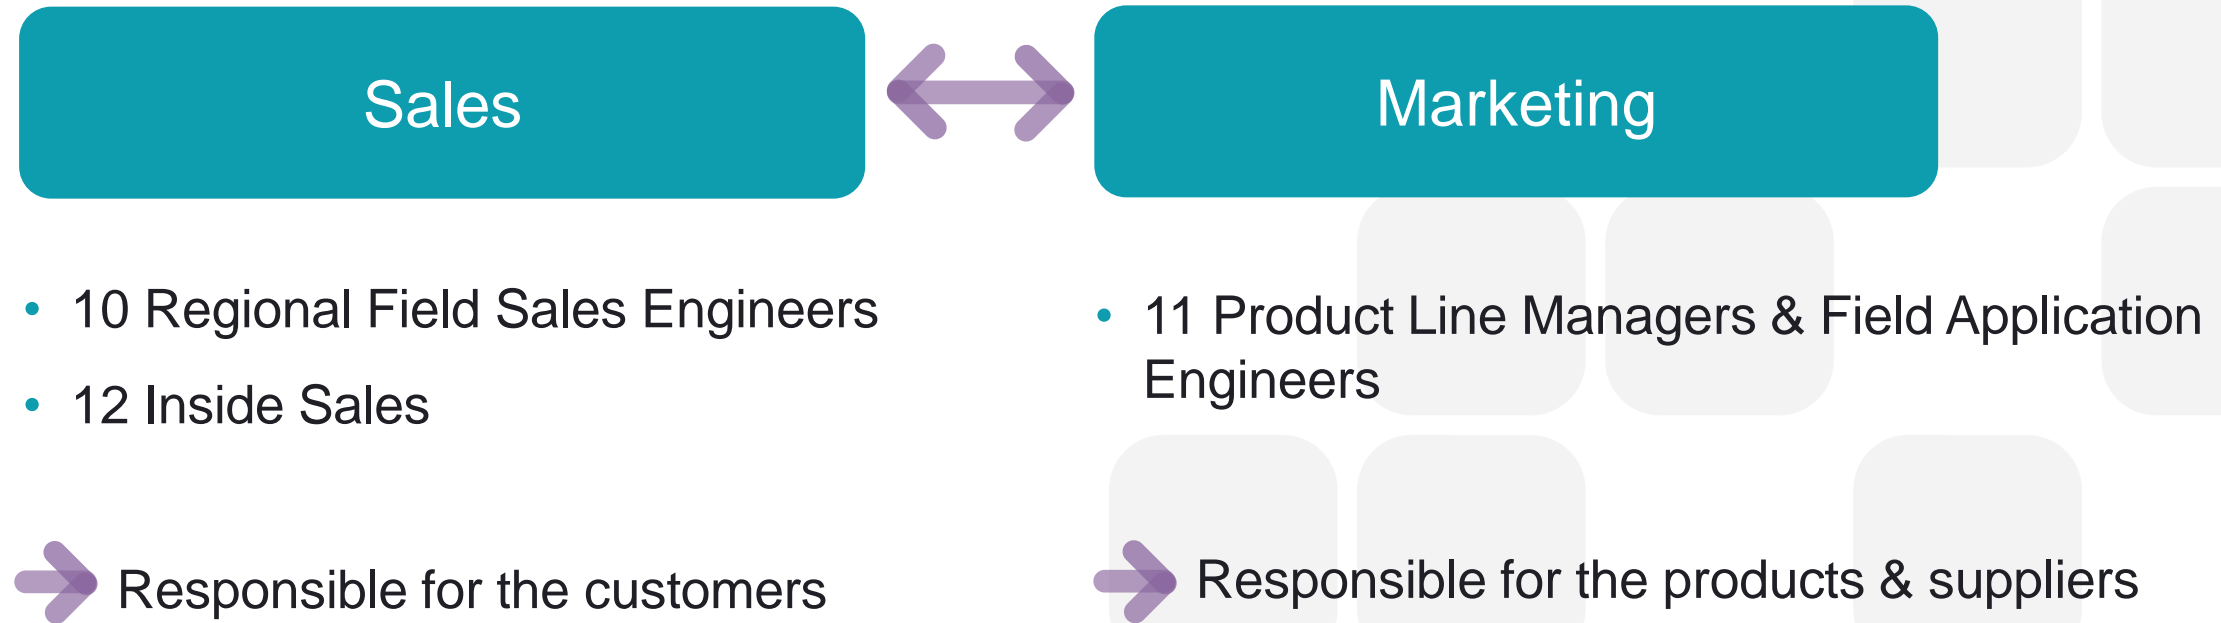 Sales
• 10 Regional Field Sales Engineers
• 12 Inside Sales
Responsible for the customers
Marketing
• 11 Product Line Managers & Field Application
Engineers
Responsible for the products & suppliers